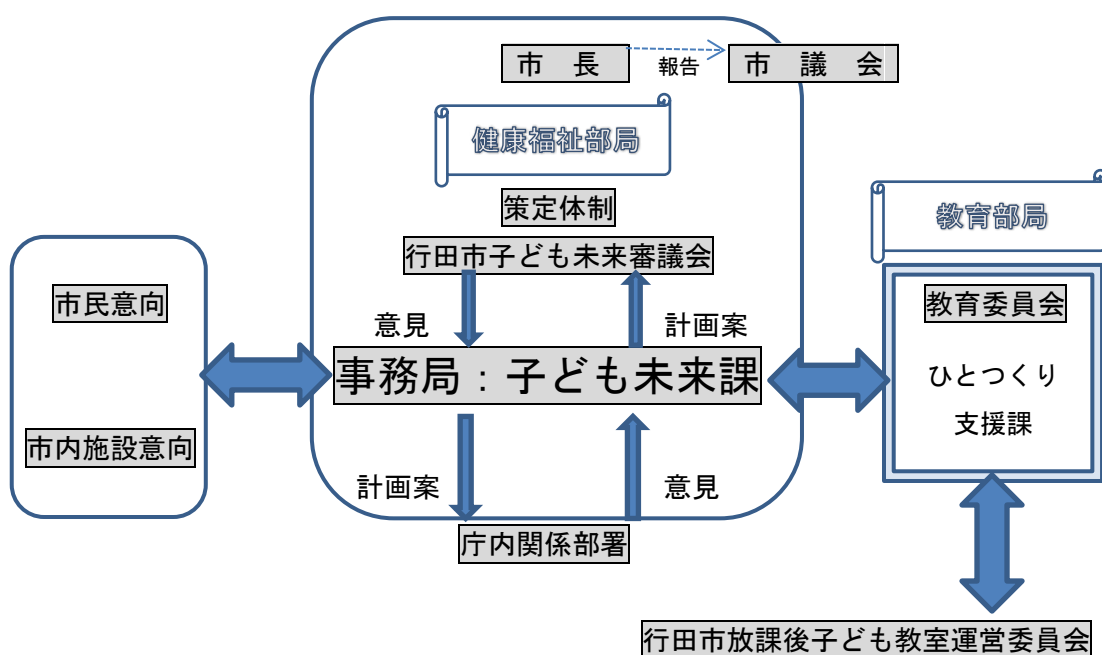 市　長
報告
市　議　会
健康福祉部局
策定体制
行田市子ども未来審議会
意見
計画案
事務局：子ども未来課
計画案
意見
庁内関係部署
市民意向
市内施設意向
教育部局
教育委員会
ひとつくり
支援課
行田市放課後子ども教室運営委員会